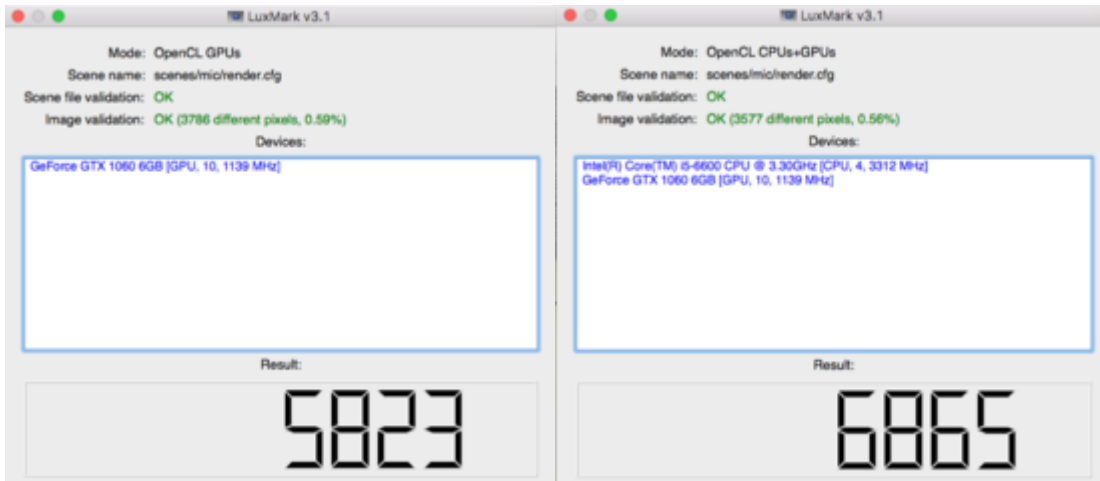 LuxMark v3.1
Mode: OpenCL GPUs
Scene name: scenes/mic/render.cfg
Scene file validation: OK
Image validation: OK (3786 different pixels, 0.59%)
Devices:
GeForce GTX 1060 6GB [GPU, 10, 1139 MHz]
Result:
5823
LuxMark v3.1
Mode: OpenCL CPUs+GPUs
Scene name: scenes/mic/render.cfg
Scene file validation: OK
Image validation: OK (3577 different pixels, 0.56%)
Devices:
Intel(R) Core(TM) i5-6600 CPU @ 3.30GHz [CPU, 4, 3312 MHz]
GeForce GTX 1060 6GB [GPU, 10, 1139 MHz]
Result:
6865